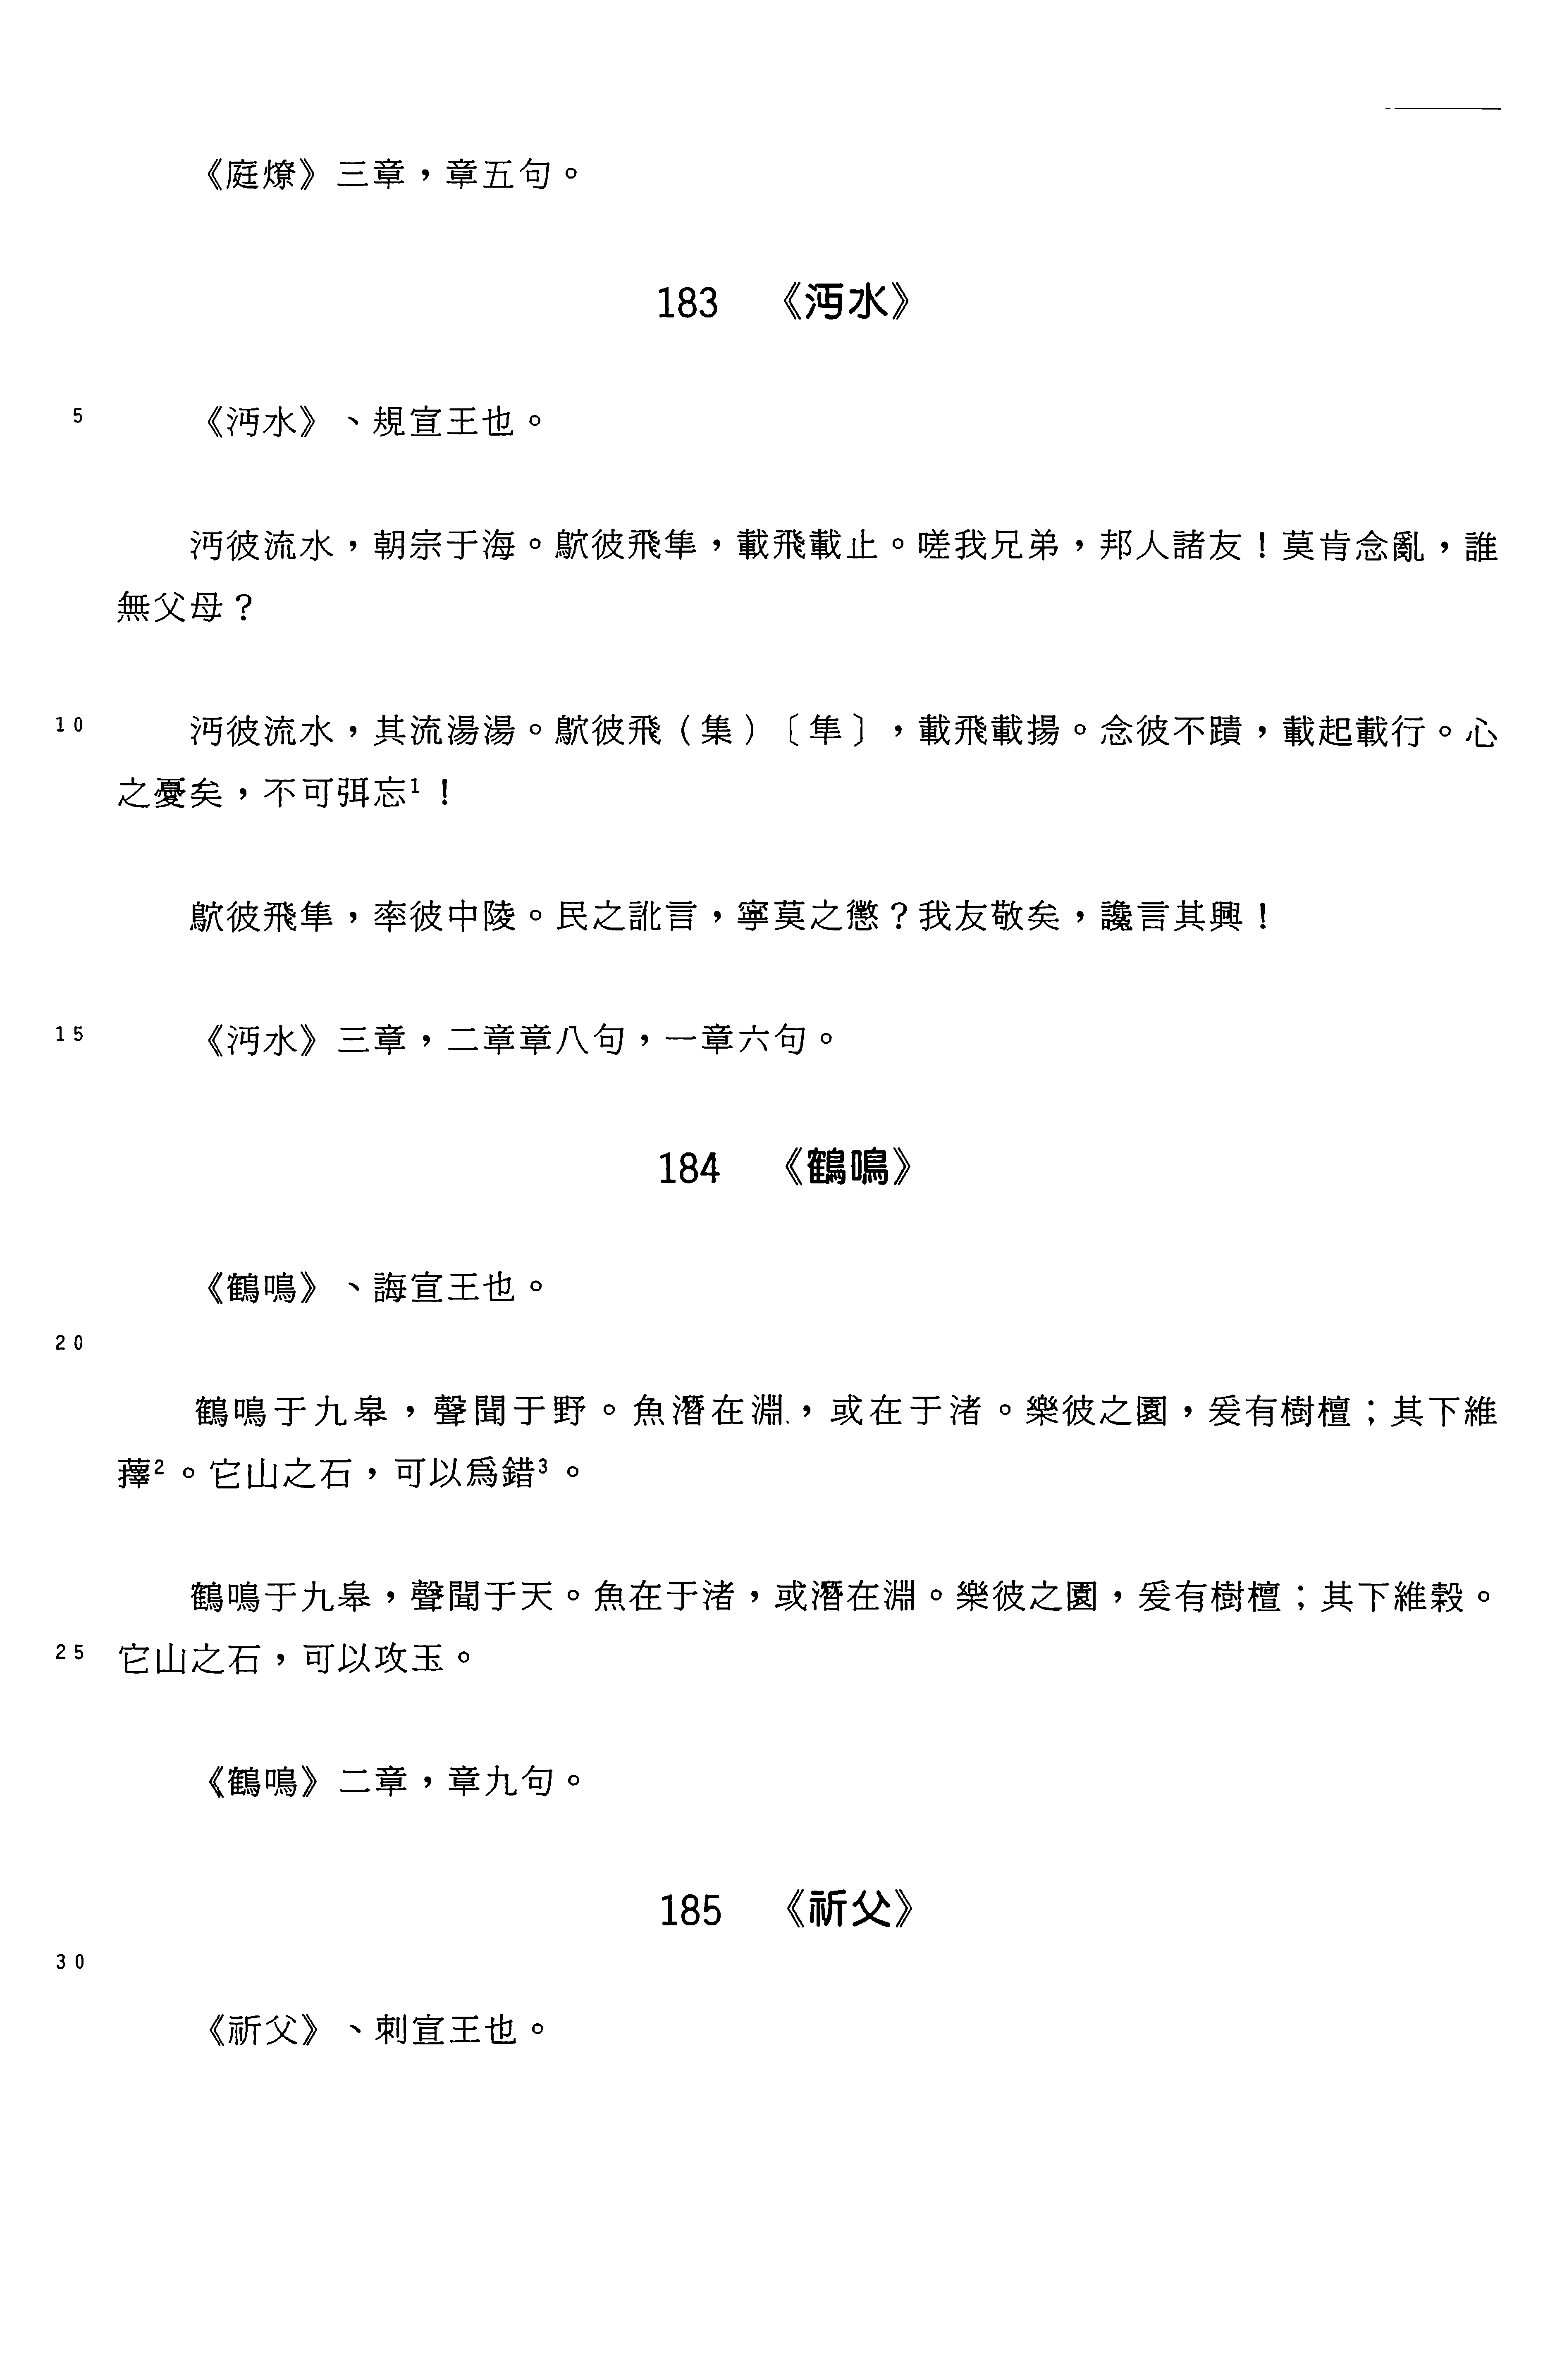 《庭燎》三章，章五句。
183 《沔水》
5 《沔水》、規宣王也。
沔彼流水，朝宗于海。鴥彼飛隼，載飛載止。嗟我兄弟，邦人諸友！莫肯念亂，誰
無父母？
10 沔彼流水，其流湯湯。鴥彼飛（集）〔隼〕，載飛載揚。念彼不蹟，載起載行。心
之憂矣，不可弭忘1！
鴥彼飛隼，率彼中陵。民之訛言，寧莫之懲？我友敬矣，讒言其興！
15 《沔水》三章，二章章八句，一章六句。
184 《鶴鳴》
《鶴鳴》、誨宣王也。
20
鶴鳴于九皋，聲聞于野。魚潛在淵，或在于渚。樂彼之園，爰有樹檀；其下維
蘀2。它山之石，可以爲錯3。
鶴鳴于九皋，聲聞于天。魚在于渚，或潛在淵。樂彼之園，爰有樹檀；其下維榖。
25 它山之石，可以攻玉。
《鶴鳴》二章，章九句。
185 《祈父》
30
《祈父》、刺宣王也。